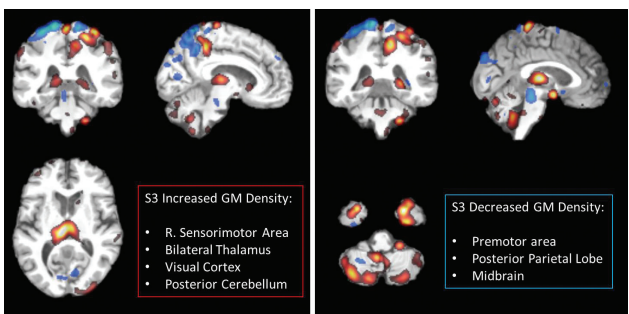 S3 Increased GM Density:
• R. Sensorimotor Area
• Bilateral Thalamus
• Visual Cortex
• Posterior Cerebellum
S3 Decreased GM Density:
• Premotor area
• Posterior Parietal Lobe
• Midbrain